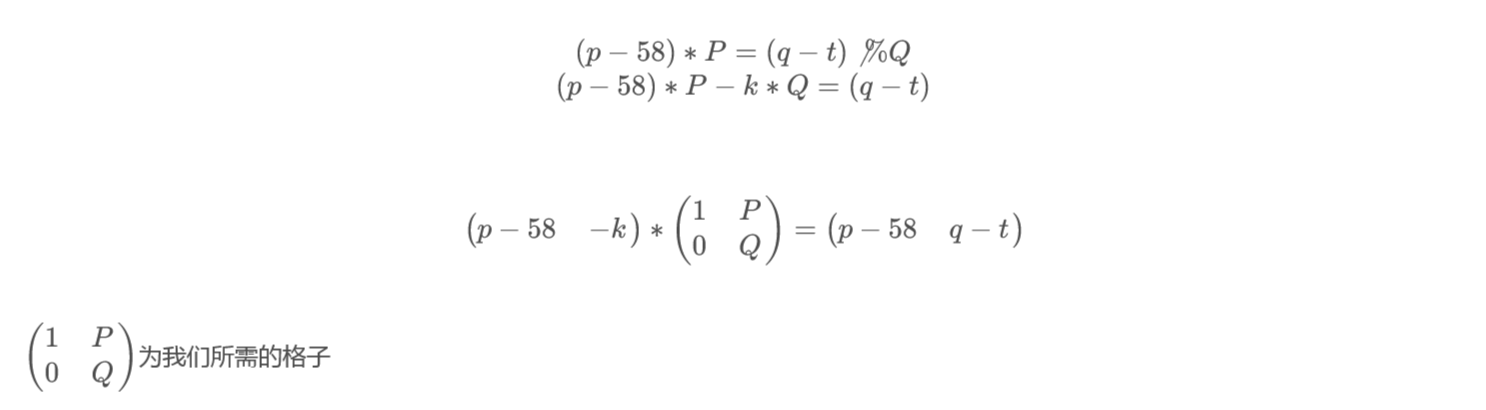 (p − 58) ∗ P = (q − t) %Q
(p − 58) ∗ P − k ∗ Q = (q − t)
(p − 58 −k) ∗ (1 P 0 Q) = (p − 58 q − t)
(1 P 0 Q)为我们所需的格子